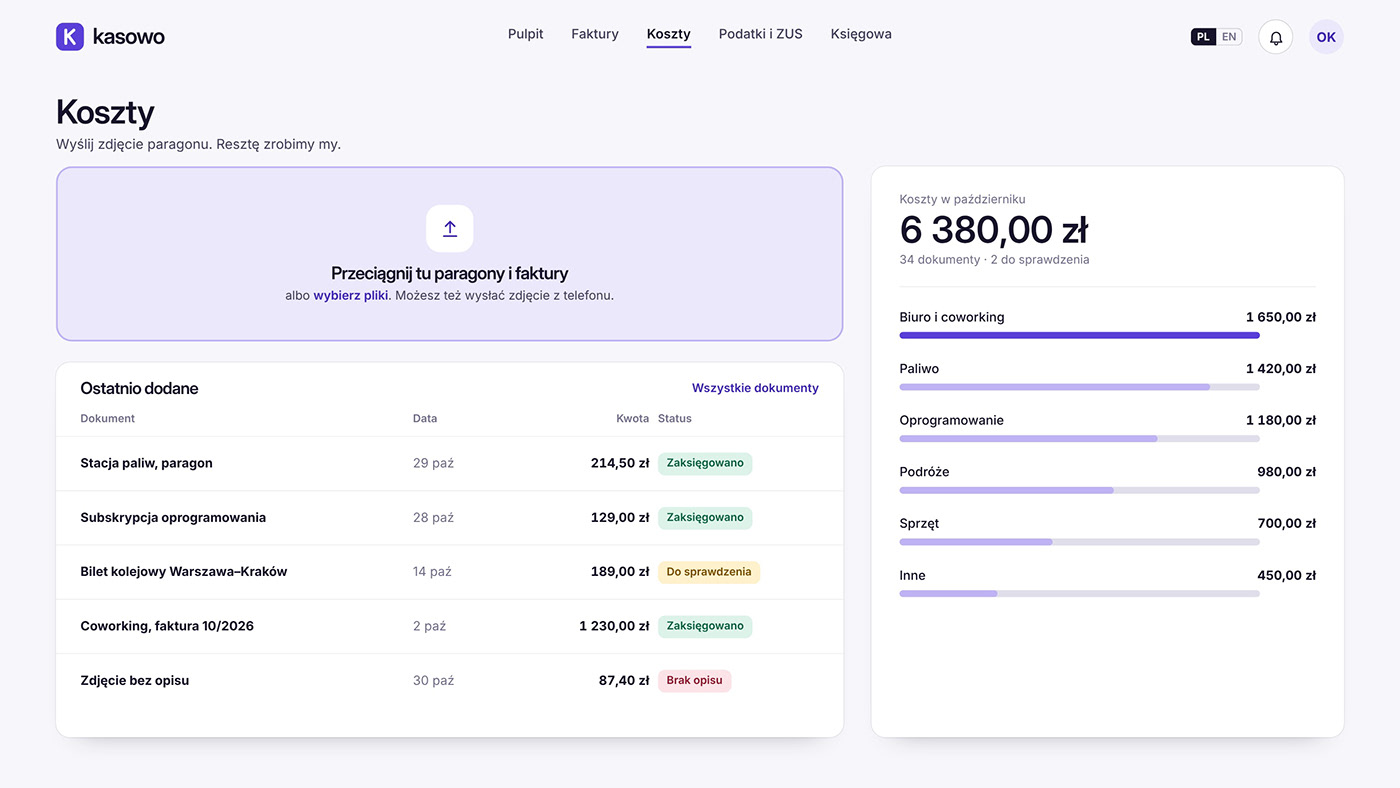 K kasowo
Pulpit Faktury Koszty Podatki i ZUS Księgowa
PL EN
OK
Koszty
Wyślij zdjęcie paragonu. Resztę zrobimy my.
Przeciągnij tu paragony i faktury
albo wybierz pliki. Możesz też wysłać zdjęcie z telefonu.
Ostatnio dodane Wszystkie dokumenty
Dokument Data Kwota Status
Stacja paliw, paragon 29 paź 214,50 zł Zaksięgowano
Subskrypcja oprogramowania 28 paź 129,00 zł Zaksięgowano
Bilet kolejowy Warszawa–Kraków 14 paź 189,00 zł Do sprawdzenia
Coworking, faktura 10/2026 2 paź 1 230,00 zł Zaksięgowano
Zdjęcie bez opisu 30 paź 87,40 zł Brak opisu
Koszty w październiku
6 380,00 zł
34 dokumenty · 2 do sprawdzenia
Biuro i coworking 1 650,00 zł
Paliwo 1 420,00 zł
Oprogramowanie 1 180,00 zł
Podróże 980,00 zł
Sprzęt 700,00 zł
Inne 450,00 zł